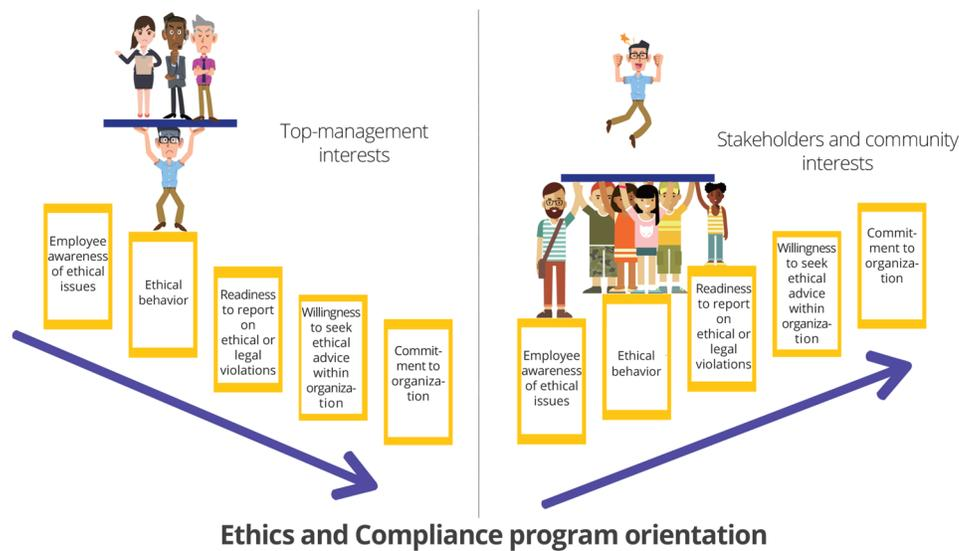 Top-management
interests
Employee
awareness
of ethical
issues
Ethical
behavior
Readiness
to report
on
ethical or
legal
violations
Willingness
to seek
ethical
advice
within
organiza-
tion
Commit-
ment to
organiza-
tion
Stakeholders and community
interests
Employee
awareness
of ethical
issues
Ethical
behavior
Readiness
to report
on
ethical or
legal
violations
Willingness
to seek
ethical
advice
within
organiza-
tion
Commit-
ment to
organiza-
tion
Ethics and Compliance program orientation